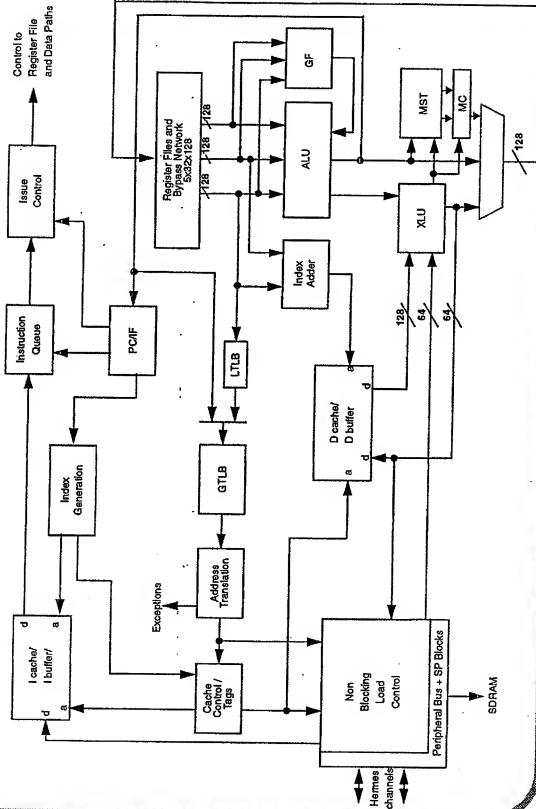 Control to
Register File
and Data Paths
Issue
Control
Instruction
Queue
PC/IF
Index
Generation
I cache/
I buffer/
d
a
d
a
Register Files and
Bypass Network
5x32x128
128
128
128
GF
ALU
MST
MC
XLU
128
Index
Adder
LTLB
GTLB
Address
Translation
Exceptions
Cache
Control /
Tags
D cache/
D buffer
a
d
a
d
128
64
64
Non
Blocking
Load
Control
Peripheral Bus + SP Blocks
SDRAM
Hermes
channels